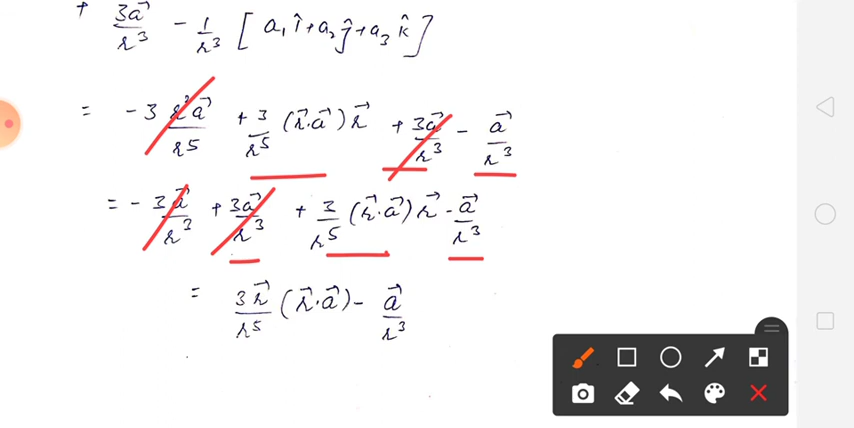 + 3a⃗/r³ - 1/r³ [a₁î + a₂ĵ + a₃k̂]
= - 3 r²a⃗/r⁵ + 3/r⁵ (r⃗.a⃗) r⃗ + 3a⃗/r³ - a⃗/r³
= - 3a⃗/r³ + 3a⃗/r³ + 3/r⁵ (r⃗.a⃗) r⃗ - a⃗/r³
= 3r⃗/r⁵ (r⃗.a⃗) - a⃗/r³